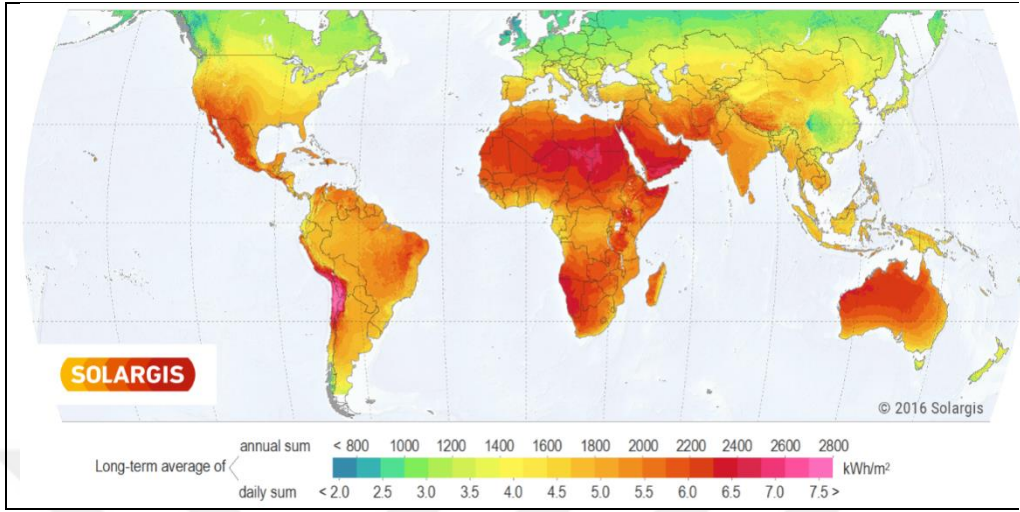 SOLARGIS
© 2016 Solargis
annual sum < 800 1000 1200 1400 1600 1800 2000 2200 2400 2600 2800
Long-term average of kWh/m²
daily sum < 2.0 2.5 3.0 3.5 4.0 4.5 5.0 5.5 6.0 6.5 7.0 7.5 >